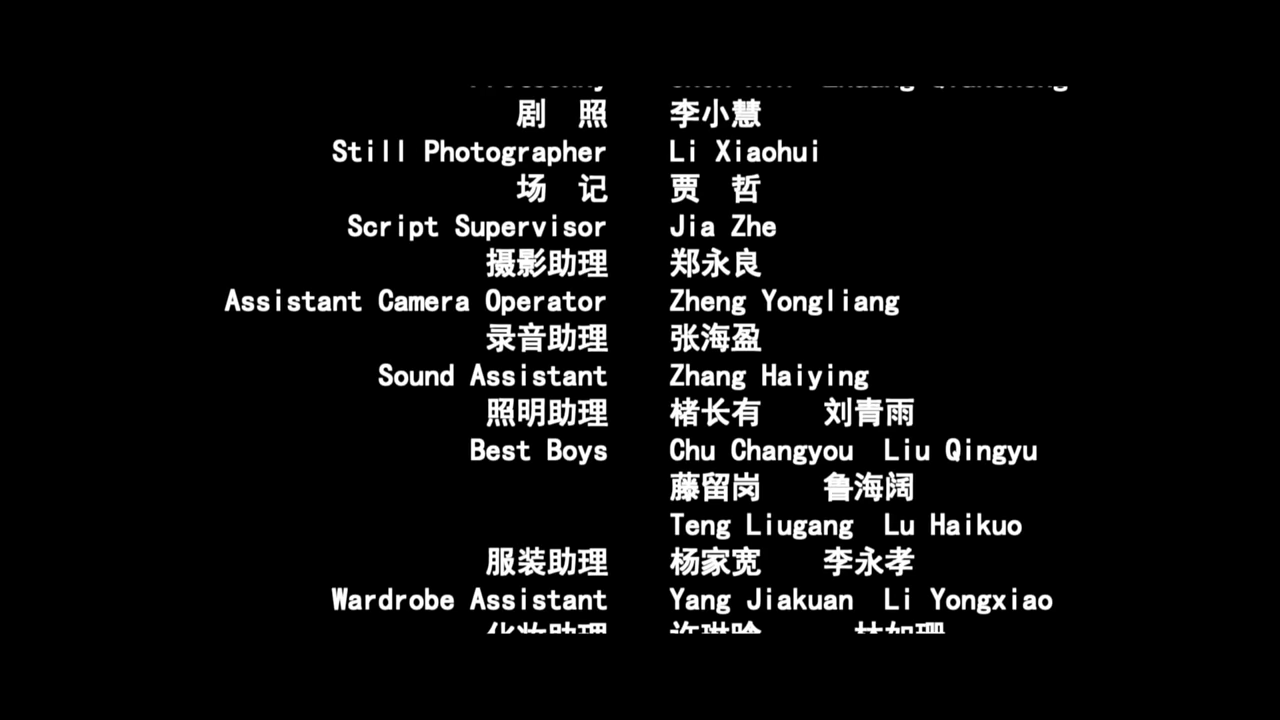 剧 照 李小慧
Still Photographer Li Xiaohui
场 记 贾 哲
Script Supervisor Jia Zhe
摄影助理 郑永良
Assistant Camera Operator Zheng Yongliang
录音助理 张海盈
Sound Assistant Zhang Haiying
照明助理 楮长有 刘青雨
Best Boys Chu Changyou Liu Qingyu
藤留岗 鲁海阔
Teng Liugang Lu Haikuo
服装助理 杨家宽 李永孝
Wardrobe Assistant Yang Jiakuan Li Yongxiao
化妆助理